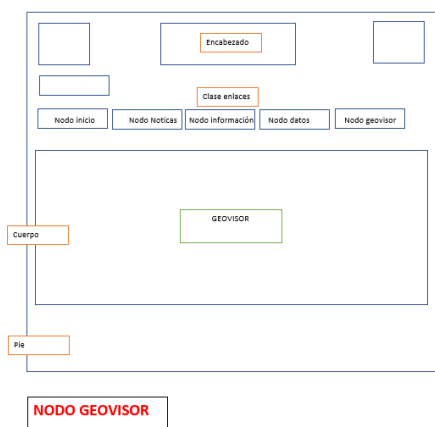 Encabezado
Clase enlaces
Nodo inicio
Nodo Noticas
Nodo información
Nodo datos
Nodo geovisor
GEOVISOR
Cuerpo
Pie
NODO GEOVISOR